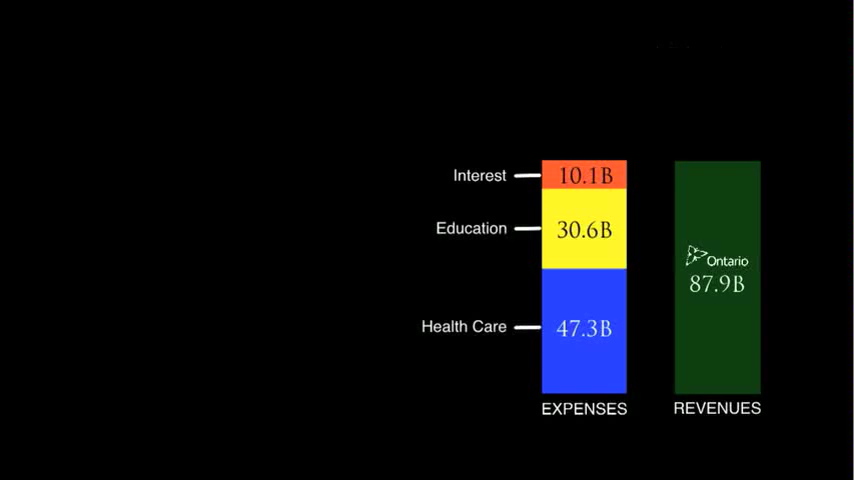 Interest 10.1B
Education 30.6B
Ontario
87.9B
Health Care 47.3B
EXPENSES REVENUES